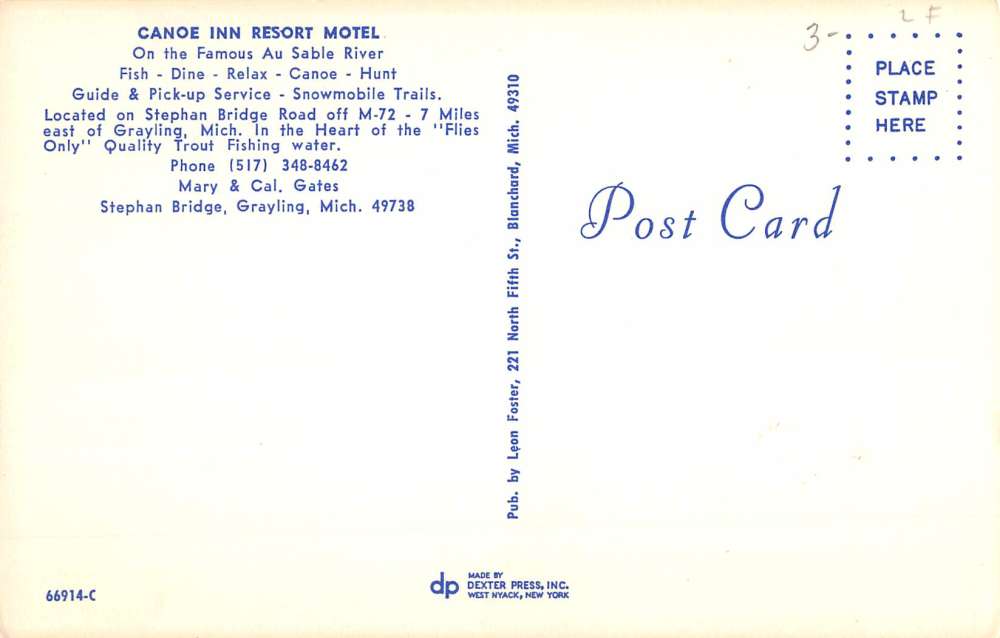 CANOE INN RESORT MOTEL
On the Famous Au Sable River
Fish - Dine - Relax - Canoe - Hunt
Guide & Pick-up Service - Snowmobile Trails.
Located on Stephan Bridge Road off M-72 - 7 Miles
east of Grayling, Mich. In the Heart of the "Flies
Only" Quality Trout Fishing water.
Phone (517) 348-8462
Mary & Cal. Gates
Stephan Bridge, Grayling, Mich. 49738
Pub. by Leon Foster, 221 North Fifth St., Blanchard, Mich. 49310
3-
LF
PLACE
STAMP
HERE
Post Card
66914-C
dp
MADE BY
DEXTER PRESS, INC.
WEST NYACK, NEW YORK